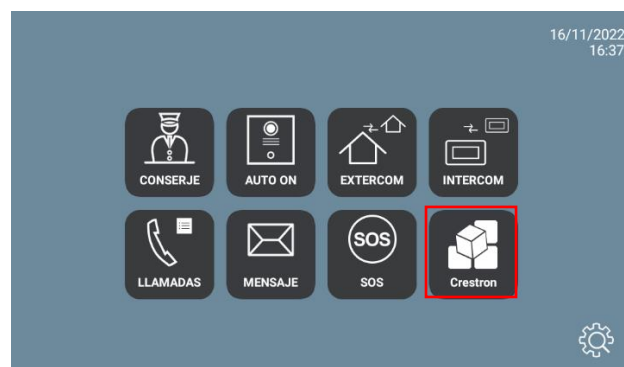 16/11/2022
16:37
CONSERJE
AUTO ON
EXTERCOM
INTERCOM
LLAMADAS
MENSAJE
SOS
SOS
Crestron